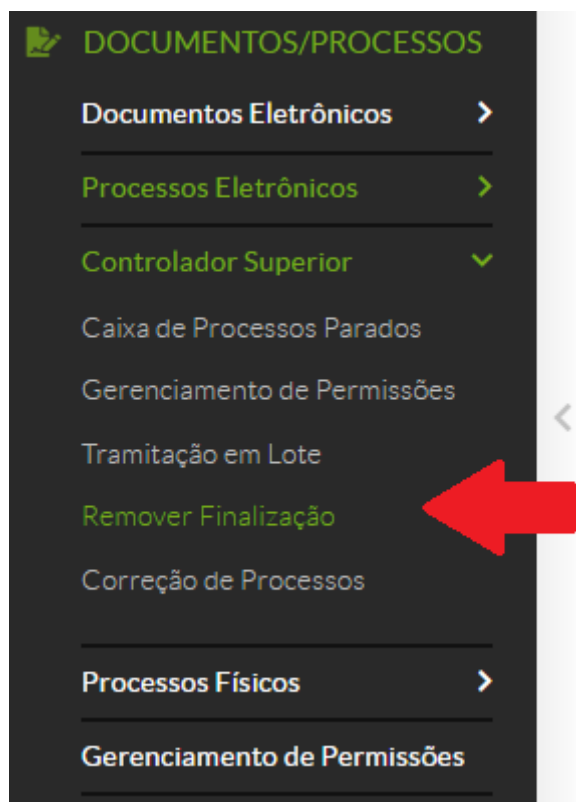 DOCUMENTOS/PROCESSOS
Documentos Eletrônicos
Processos Eletrônicos
Controlador Superior
Caixa de Processos Parados
Gerenciamento de Permissões
Tramitação em Lote
Remover Finalização
Correção de Processos
Processos Físicos
Gerenciamento de Permissões